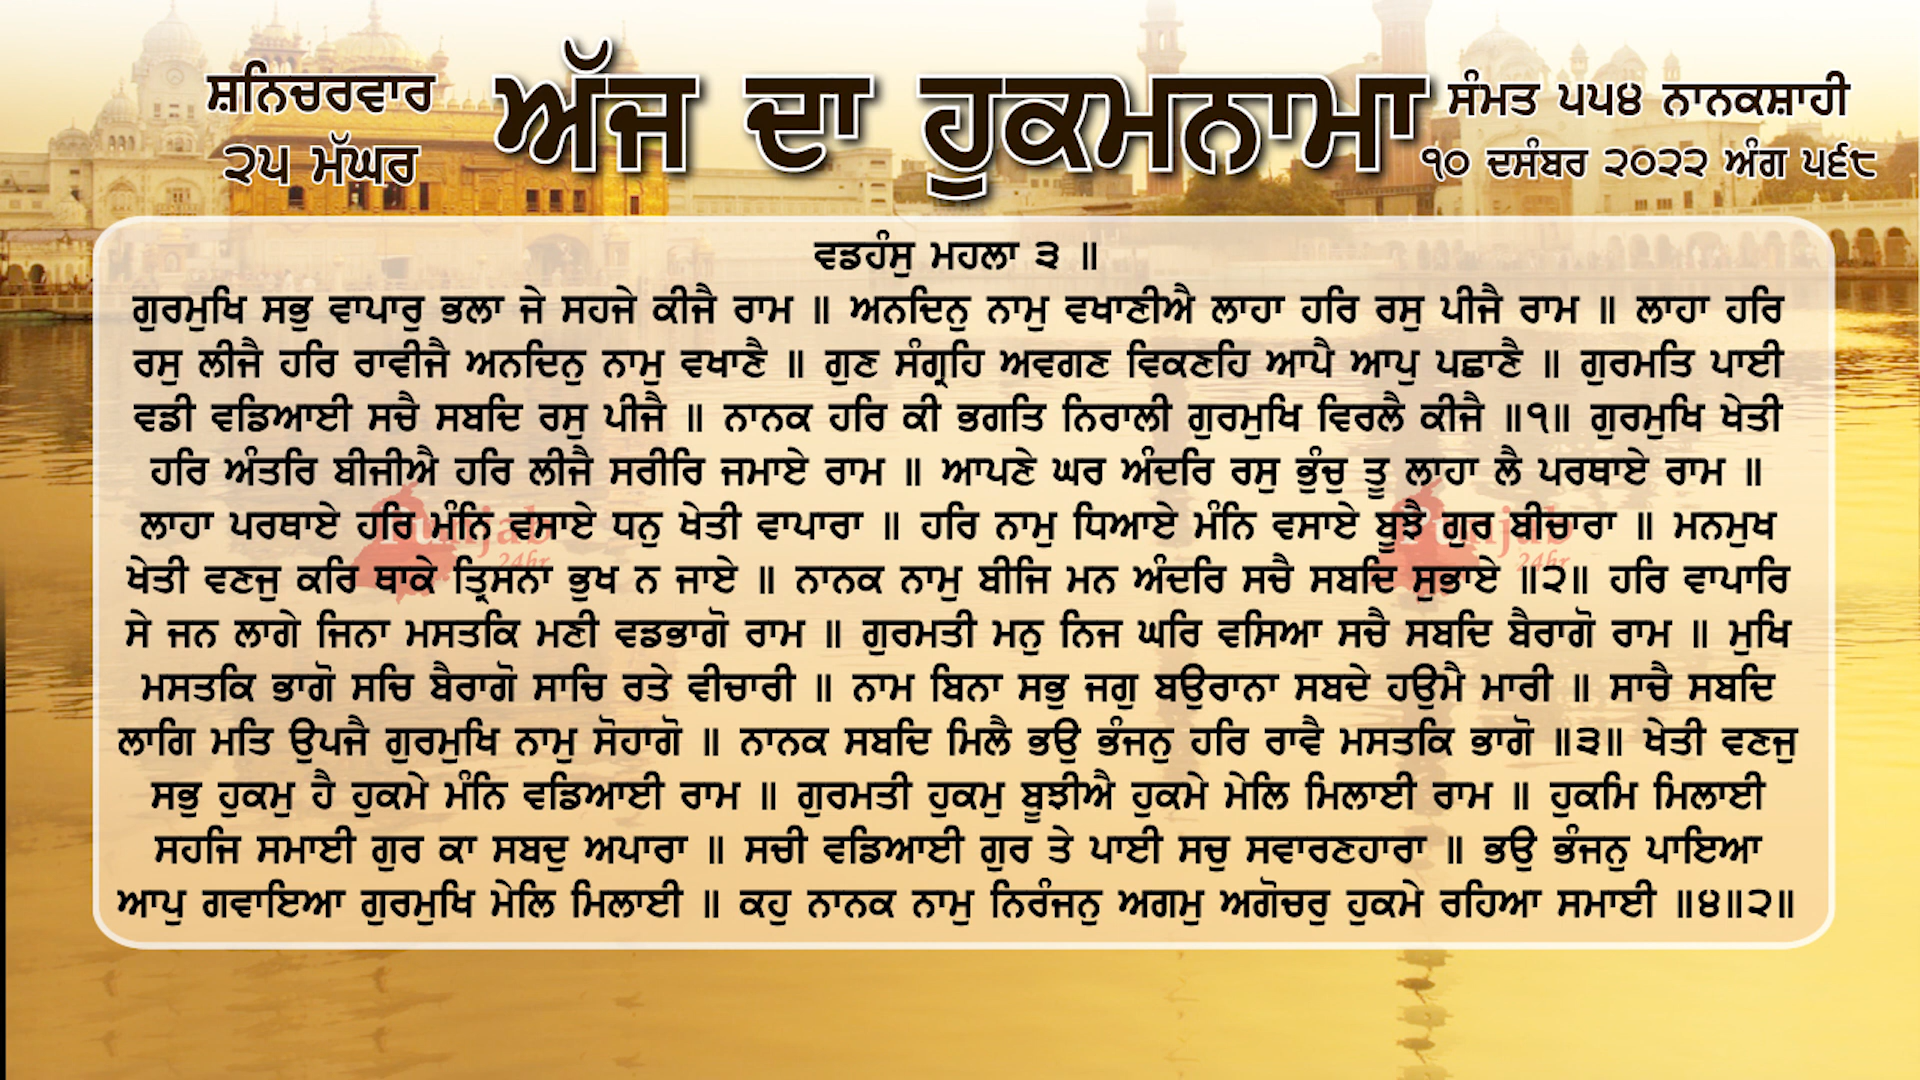 ਸ਼ਨਿਚਰਵਾਰ
੨੫ ਮੱਘਰ
ਅੱਜ ਦਾ ਹੁਕਮਨਾਮਾ
ਸੰਮਤ ੫੫੪ ਨਾਨਕਸ਼ਾਹੀ
੧੦ ਦਸੰਬਰ ੨੦੨੨ ਅੰਗ ੫੬੮
ਵਡਹੰਸੁ ਮਹਲਾ ੩ ॥
ਗੁਰਮੁਖਿ ਸਭੁ ਵਾਪਾਰੁ ਭਲਾ ਜੇ ਸਹਜੇ ਕੀਜੈ ਰਾਮ ॥ ਅਨਦਿਨੁ ਨਾਮੁ ਵਖਾਣੀਐ ਲਾਹਾ ਹਰਿ ਰਸੁ ਪੀਜੈ ਰਾਮ ॥ ਲਾਹਾ ਹਰਿ
ਰਸੁ ਲੀਜੈ ਹਰਿ ਰਾਵੀਜੈ ਅਨਦਿਨੁ ਨਾਮੁ ਵਖਾਣੈ ॥ ਗੁਣ ਸੰਗ੍ਰਹਿ ਅਵਗਣ ਵਿਕਣਹਿ ਆਪੈ ਆਪੁ ਪਛਾਣੈ ॥ ਗੁਰਮਤਿ ਪਾਈ
ਵਡੀ ਵਡਿਆਈ ਸਚੈ ਸਬਦਿ ਰਸੁ ਪੀਜੈ ॥ ਨਾਨਕ ਹਰਿ ਕੀ ਭਗਤਿ ਨਿਰਾਲੀ ਗੁਰਮੁਖਿ ਵਿਰਲੈ ਕੀਜੈ ॥੧॥ ਗੁਰਮੁਖਿ ਖੇਤੀ
ਹਰਿ ਅੰਤਰਿ ਬੀਜੀਐ ਹਰਿ ਲੀਜੈ ਸਰੀਰਿ ਜਮਾਏ ਰਾਮ ॥ ਆਪਣੇ ਘਰ ਅੰਦਰਿ ਰਸੁ ਭੁੰਚੁ ਤੂ ਲਾਹਾ ਲੈ ਪਰਥਾਏ ਰਾਮ ॥
ਲਾਹਾ ਪਰਥਾਏ ਹਰਿ ਮੰਨਿ ਵਸਾਏ ਧਨੁ ਖੇਤੀ ਵਾਪਾਰਾ ॥ ਹਰਿ ਨਾਮੁ ਧਿਆਏ ਮੰਨਿ ਵਸਾਏ ਬੂਝੈ ਗੁਰ ਬੀਚਾਰਾ ॥ ਮਨਮੁਖ
ਖੇਤੀ ਵਣਜੁ ਕਰਿ ਥਾਕੇ ਤ੍ਰਿਸਨਾ ਭੁਖ ਨ ਜਾਏ ॥ ਨਾਨਕ ਨਾਮੁ ਬੀਜਿ ਮਨ ਅੰਦਰਿ ਸਚੈ ਸਬਦਿ ਸੁਭਾਏ ॥੨॥ ਹਰਿ ਵਾਪਾਰਿ
ਸੇ ਜਨ ਲਾਗੇ ਜਿਨਾ ਮਸਤਕਿ ਮਣੀ ਵਡਭਾਗੋ ਰਾਮ ॥ ਗੁਰਮਤੀ ਮਨੁ ਨਿਜ ਘਰਿ ਵਸਿਆ ਸਚੈ ਸਬਦਿ ਬੈਰਾਗੋ ਰਾਮ ॥ ਮੁਖਿ
ਮਸਤਕਿ ਭਾਗੋ ਸਚਿ ਬੈਰਾਗੋ ਸਾਚਿ ਰਤੇ ਵੀਚਾਰੀ ॥ ਨਾਮ ਬਿਨਾ ਸਭੁ ਜਗੁ ਬਉਰਾਨਾ ਸਬਦੇ ਹਉਮੈ ਮਾਰੀ ॥ ਸਾਚੈ ਸਬਦਿ
ਲਾਗਿ ਮਤਿ ਉਪਜੈ ਗੁਰਮੁਖਿ ਨਾਮੁ ਸੋਹਾਗੋ ॥ ਨਾਨਕ ਸਬਦਿ ਮਿਲੈ ਭਉ ਭੰਜਨੁ ਹਰਿ ਰਾਵੈ ਮਸਤਕਿ ਭਾਗੋ ॥੩॥ ਖੇਤੀ ਵਣਜੁ
ਸਭੁ ਹੁਕਮੁ ਹੈ ਹੁਕਮੇ ਮੰਨਿ ਵਡਿਆਈ ਰਾਮ ॥ ਗੁਰਮਤੀ ਹੁਕਮੁ ਬੂਝੀਐ ਹੁਕਮੇ ਮੇਲਿ ਮਿਲਾਈ ਰਾਮ ॥ ਹੁਕਮਿ ਮਿਲਾਈ
ਸਹਜਿ ਸਮਾਈ ਗੁਰ ਕਾ ਸਬਦੁ ਅਪਾਰਾ ॥ ਸਚੀ ਵਡਿਆਈ ਗੁਰ ਤੇ ਪਾਈ ਸਚੁ ਸਵਾਰਣਹਾਰਾ ॥ ਭਉ ਭੰਜਨੁ ਪਾਇਆ
ਆਪੁ ਗਵਾਇਆ ਗੁਰਮੁਖਿ ਮੇਲਿ ਮਿਲਾਈ ॥ ਕਹੁ ਨਾਨਕ ਨਾਮੁ ਨਿਰੰਜਨੁ ਅਗਮੁ ਅਗੋਚਰੁ ਹੁਕਮੇ ਰਹਿਆ ਸਮਾਈ ॥੪॥੨॥
Punjab
24hr
Punjab
24hr